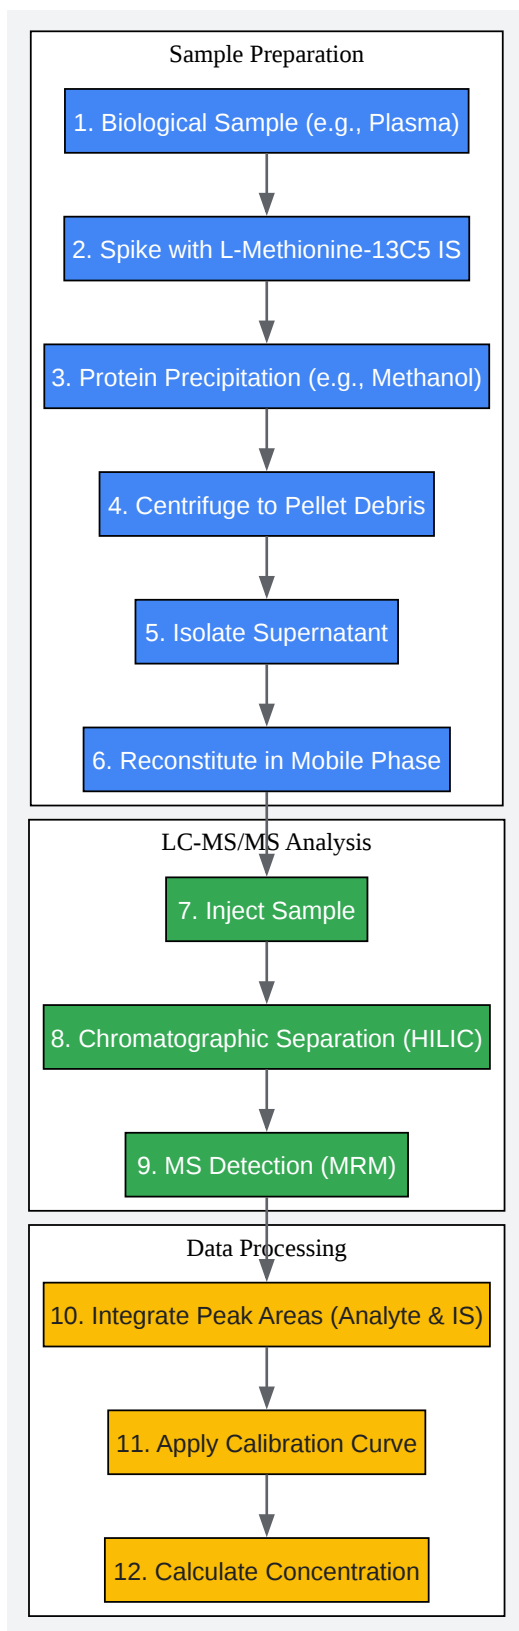 Sample Preparation
1. Biological Sample (e.g., Plasma)
2. Spike with L-Methionine-13C5 IS
3. Protein Precipitation (e.g., Methanol)
4. Centrifuge to Pellet Debris
5. Isolate Supernatant
6. Reconstitute in Mobile Phase
LC-MS/MS Analysis
7. Inject Sample
8. Chromatographic Separation (HILIC)
9. MS Detection (MRM)
Data Processing
10. Integrate Peak Areas (Analyte & IS)
11. Apply Calibration Curve
12. Calculate Concentration